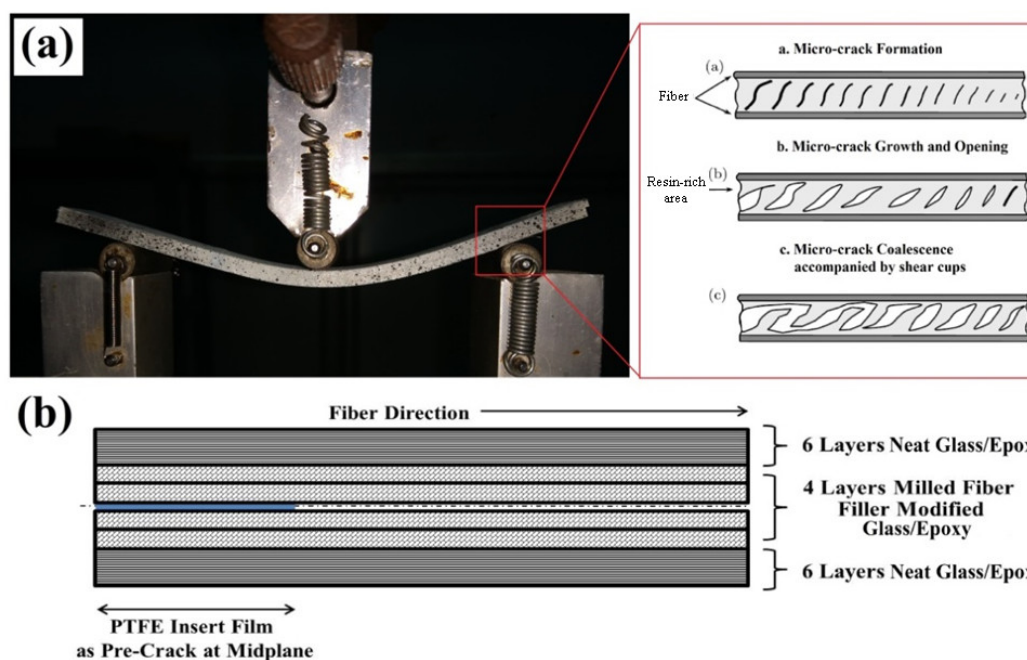 (a)
a. Micro-crack Formation
(a)
Fiber
b. Micro-crack Growth and Opening
(b)
Resin-rich
area
c. Micro-crack Coalescence
accompanied by shear cups
(c)
(b)
Fiber Direction
6 Layers Neat Glass/Epox
4 Layers Milled Fiber
Filler Modified
Glass/Epoxy
6 Layers Neat Glass/Epox
PTFE Insert Film
as Pre-Crack at Midplane